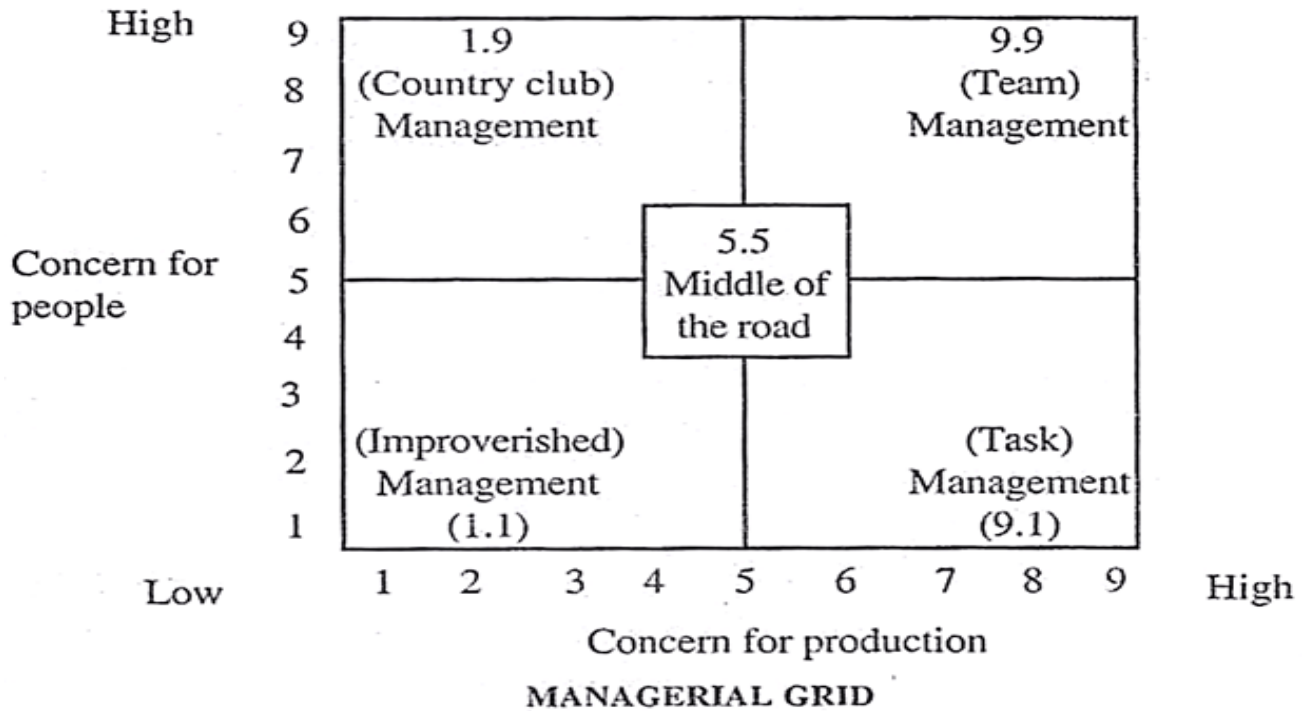 High
9
1.9
9.9
8
(Country club)
(Team)
Management
Management
7
6
5.5
Concern for
people
5
Middle of
the road
4
3
(Improverished)
(Task)
2
Management
Management
1
(1.1)
(9.1)
Low
1 2 3 4 5 6 7 8 9
High
Concern for production
MANAGERIAL GRID